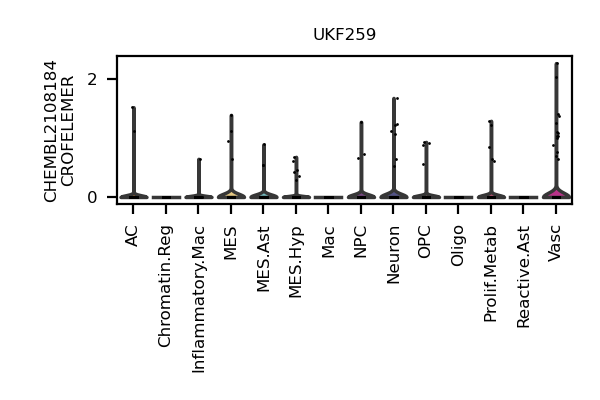 UKF259
CHEMBL2108184
CROFELEMER
2
0
AC
Chromatin.Reg
Inflammatory.Mac
MES
MES.Ast
MES.Hyp
Mac
NPC
Neuron
OPC
Oligo
Prolif.Metab
Reactive.Ast
Vasc